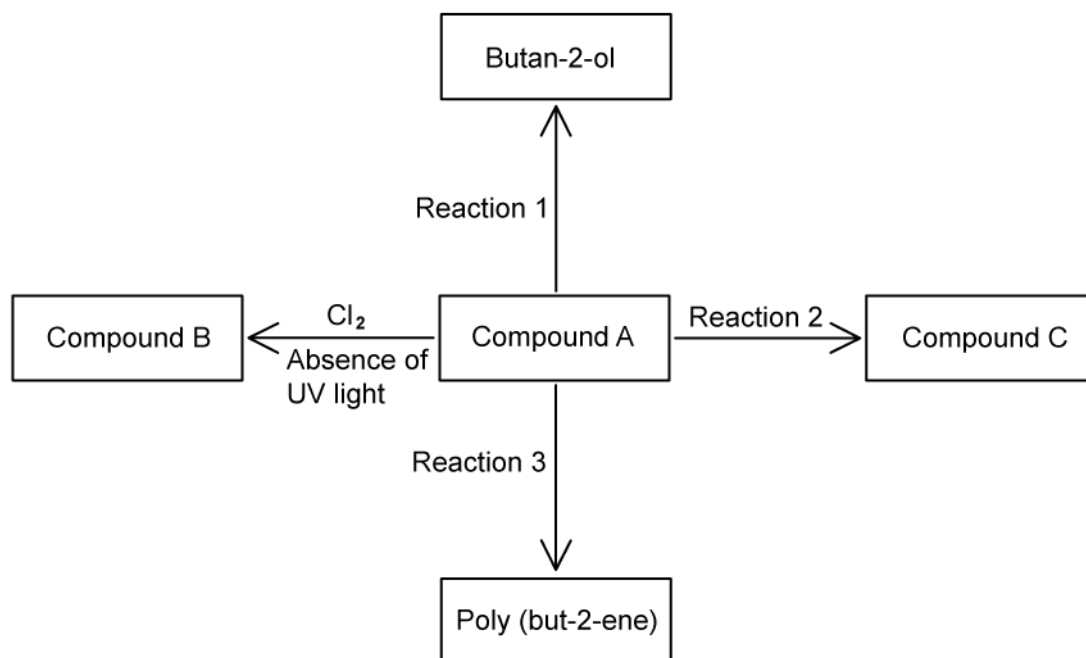 Butan-2-ol
Reaction 1
Compound B
Cl₂
Absence of
UV light
Compound A
Reaction 2
Compound C
Reaction 3
Poly (but-2-ene)